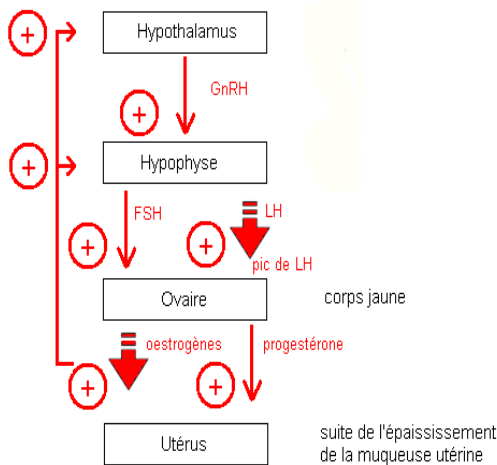 +
Hypothalamus
GnRH
+
+
Hypophyse
FSH
LH
+
+
pic de LH
Ovaire
corps jaune
oestrogènes
progestérone
+
+
Utérus
suite de l'épaississement
de la muqueuse utérine